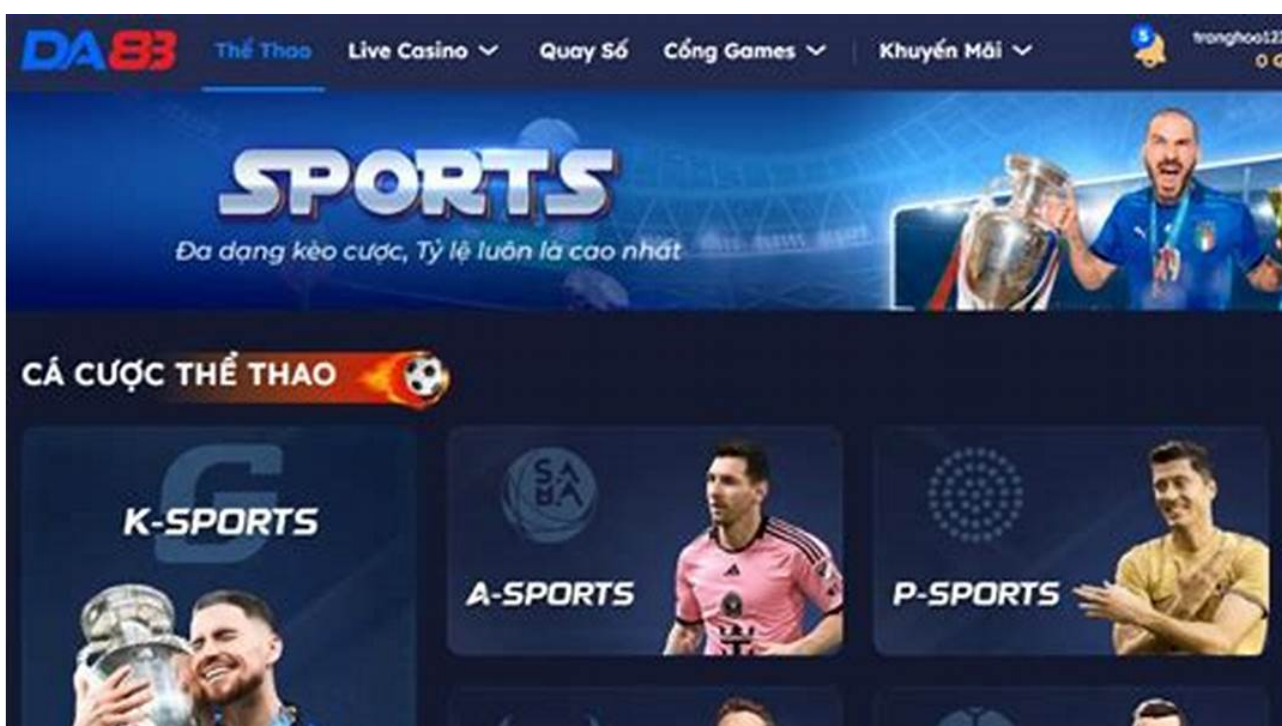 DA83 Thể Thao Live Casino Quay Số Cổng Games Khuyến Mãi 5
SPORTS
Đa dạng kèo cược, Tỷ lệ luôn là cao nhất
CÁ CƯỢC THỂ THAO
G
K-SPORTS
SABA
A-SPORTS
P-SPORTS